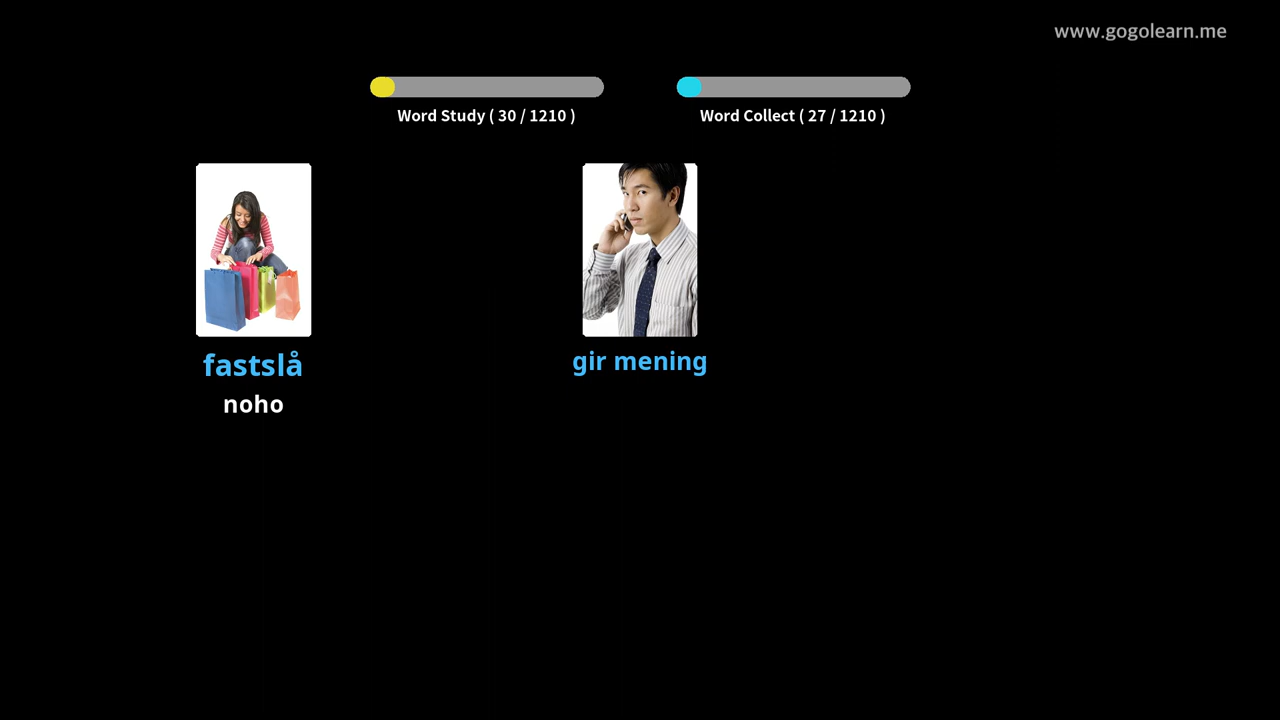 www.gogolearn.me
Word Study ( 30 / 1210 )
Word Collect ( 27 / 1210 )
fastslå
noho
gir mening